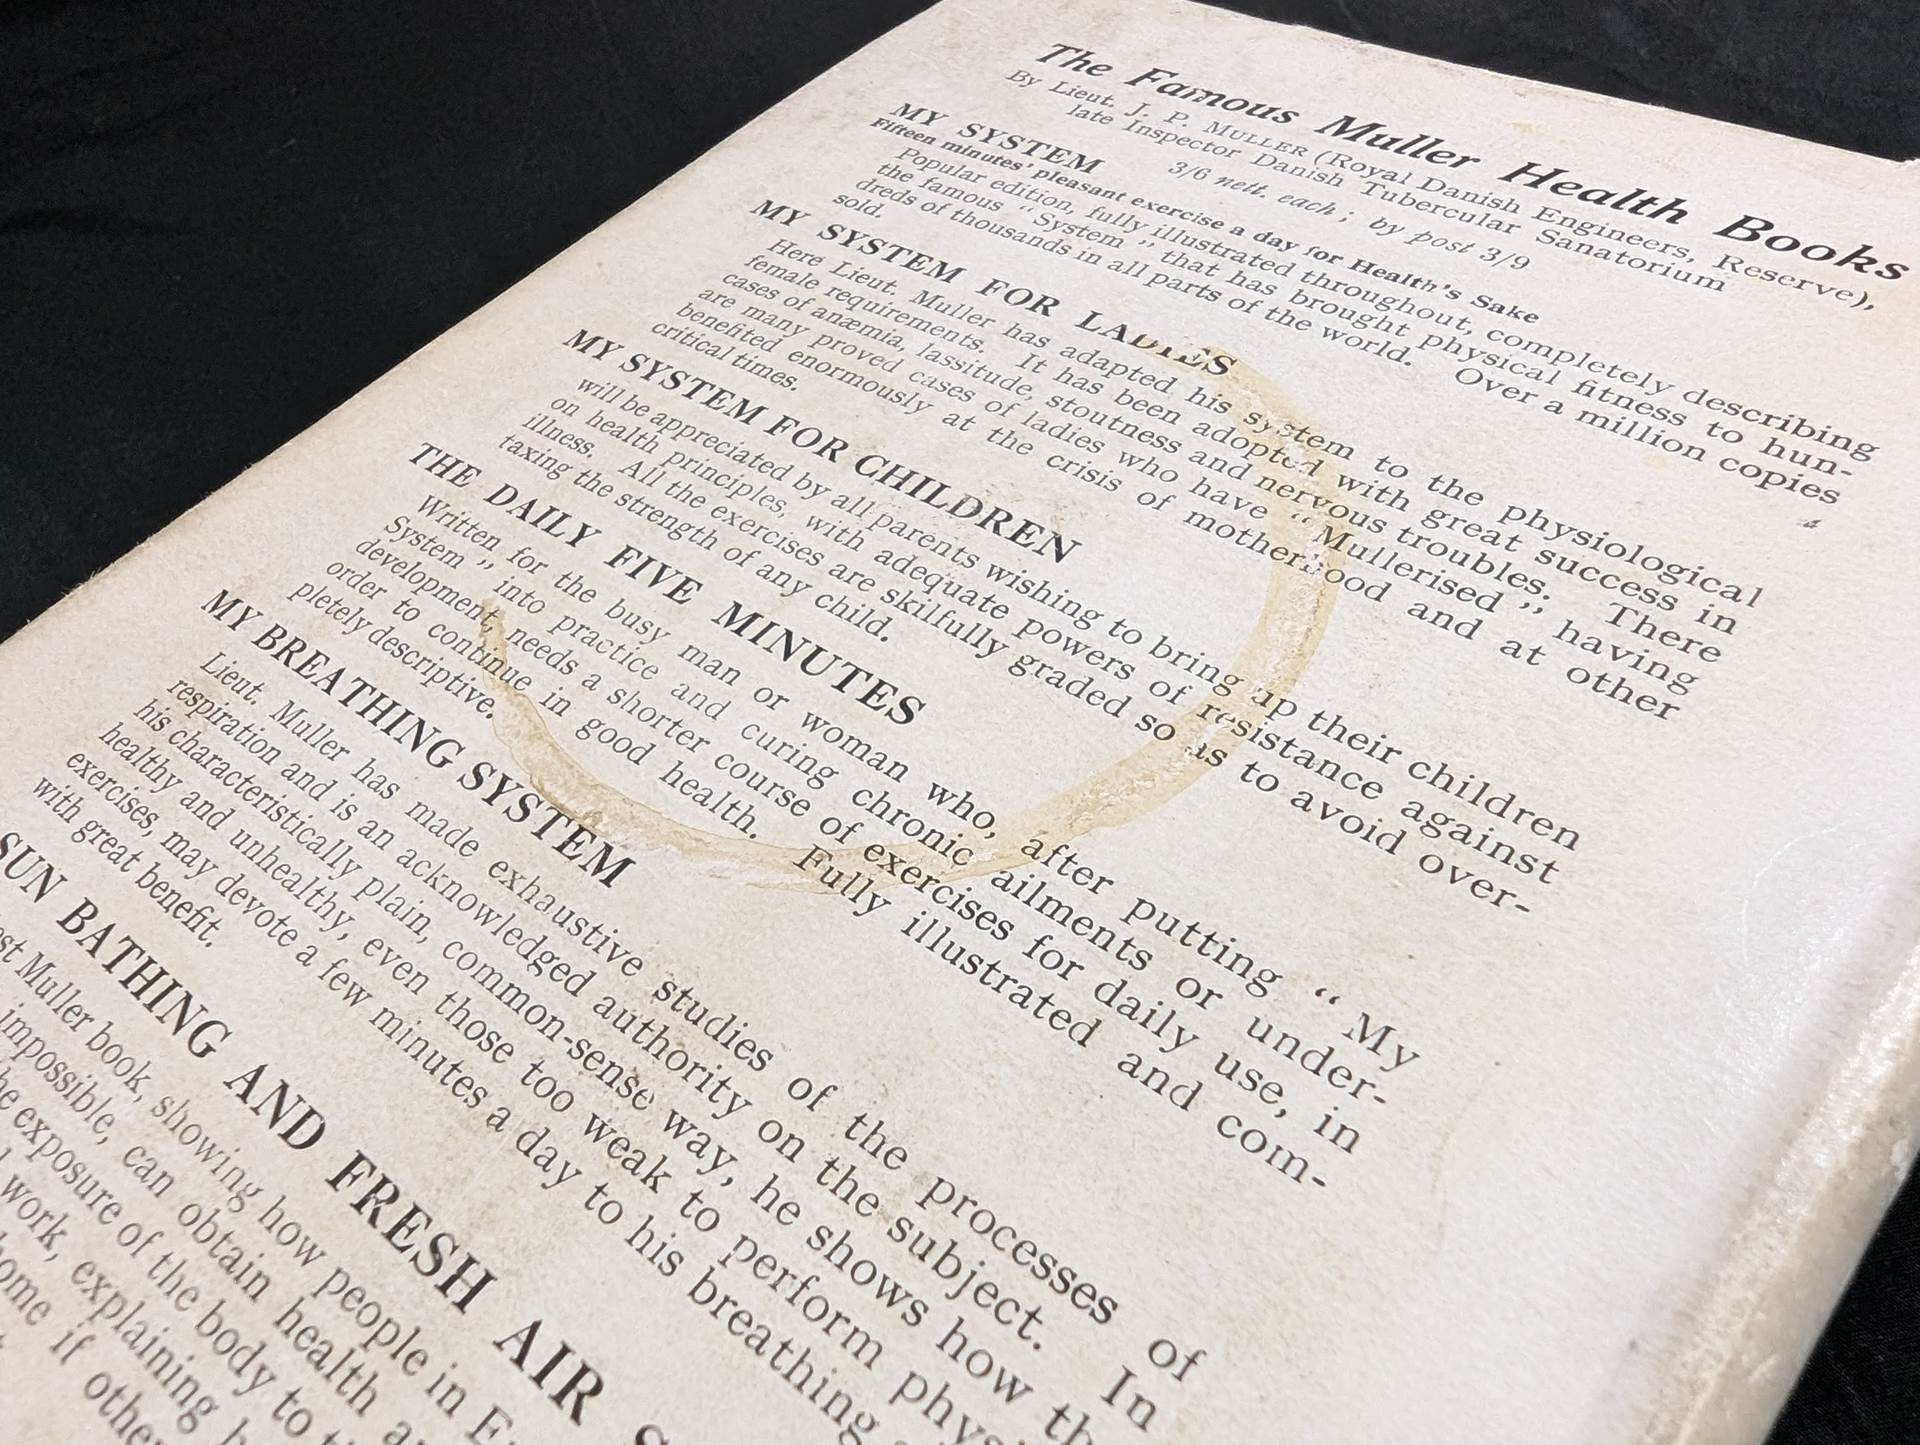 The Famous Muller Health Books
By Lieut. J. P. MULLER (Royal Danish Engineers, Reserve),
late Inspector Danish Tubercular Sanatorium
3/6 nett. each; by post 3/9
MY SYSTEM
Fifteen minutes' pleasant exercise a day for Health's Sake
Popular edition, fully illustrated throughout, completely describing
the famous "System" that has brought physical fitness to hun-
dreds of thousands in all parts of the world. Over a million copies
sold.
MY SYSTEM FOR LADIES
Here Lieut. Muller has adapted his system to the physiological
female requirements. It has been adopted with great success in
cases of anæmia, lassitude, stoutness and nervous troubles. There
are many proved cases of ladies who have "Mullerised" having
benefited enormously at the crisis of motherhood and at other
critical times.
MY SYSTEM FOR CHILDREN
will be appreciated by all parents wishing to bring up their children
on health principles, with adequate powers of resistance against
illness. All the exercises are skilfully graded so as to avoid over-
taxing the strength of any child.
THE DAILY FIVE MINUTES
Written for the busy man or woman who, after putting "My
System" into practice and curing chronic ailments or under-
development, needs a shorter course of exercises for daily use, in
order to continue in good health. Fully illustrated and com-
pletely descriptive.
MY BREATHING SYSTEM
Lieut. Muller has made exhaustive studies of the processes of
respiration and is an acknowledged authority on the subject. In
his characteristically plain, common-sense way, he shows how
healthy and unhealthy, even those too weak to perform
exercises, may devote a few minutes a day to his breathing
with great benefit.
SUN BATHING AND FRESH AIR
Muller book, showing how people in
impossible, can obtain health
exposure of the body to
work, explaining
if